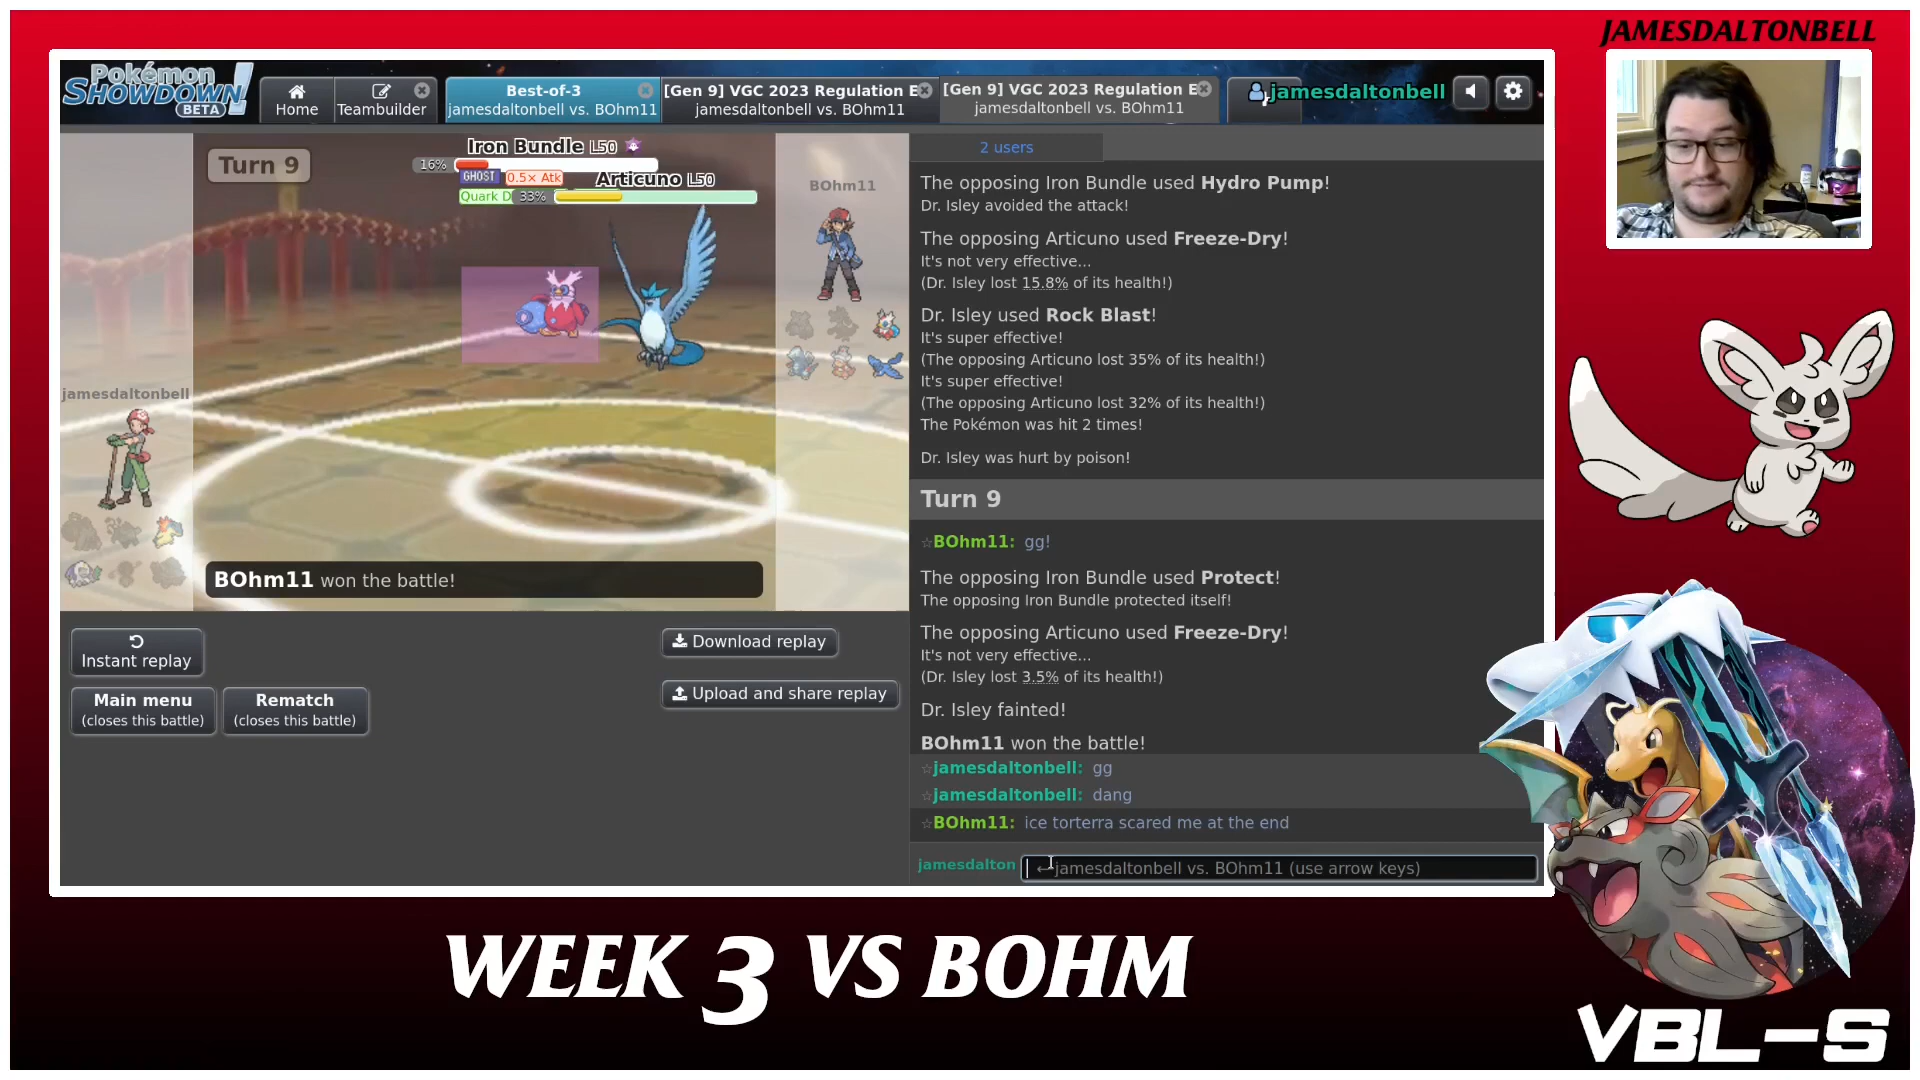 JAMESDALTONBELL
Pokémon
SHOWDOWN!
BETA
Home
Teambuilder
Best-of-3
jamesdaltonbell vs. BOhm11
[Gen 9] VGC 2023 Regulation E
jamesdaltonbell vs. BOhm11
[Gen 9] VGC 2023 Regulation E
jamesdaltonbell vs. BOhm11
jamesdaltonbell
Turn 9
Iron Bundle L50
16%
GHOST 0.5× Atk
Articuno L50
Quark D 33%
BOhm11
jamesdaltonbell
BOhm11 won the battle!
Instant replay
Main menu
(closes this battle)
Rematch
(closes this battle)
Download replay
Upload and share replay
2 users
The opposing Iron Bundle used Hydro Pump!
Dr. Isley avoided the attack!
The opposing Articuno used Freeze-Dry!
It's not very effective...
(Dr. Isley lost 15.8% of its health!)
Dr. Isley used Rock Blast!
It's super effective!
(The opposing Articuno lost 35% of its health!)
It's super effective!
(The opposing Articuno lost 32% of its health!)
The Pokémon was hit 2 times!
Dr. Isley was hurt by poison!
Turn 9
☆BOhm11: gg!
The opposing Iron Bundle used Protect!
The opposing Iron Bundle protected itself!
The opposing Articuno used Freeze-Dry!
It's not very effective...
(Dr. Isley lost 3.5% of its health!)
Dr. Isley fainted!
BOhm11 won the battle!
☆jamesdaltonbell: gg
☆jamesdaltonbell: dang
☆BOhm11: ice torterra scared me at the end
jamesdalton
jamesdaltonbell vs. BOhm11 (use arrow keys)
WEEK 3 VS BOHM
VBL-S